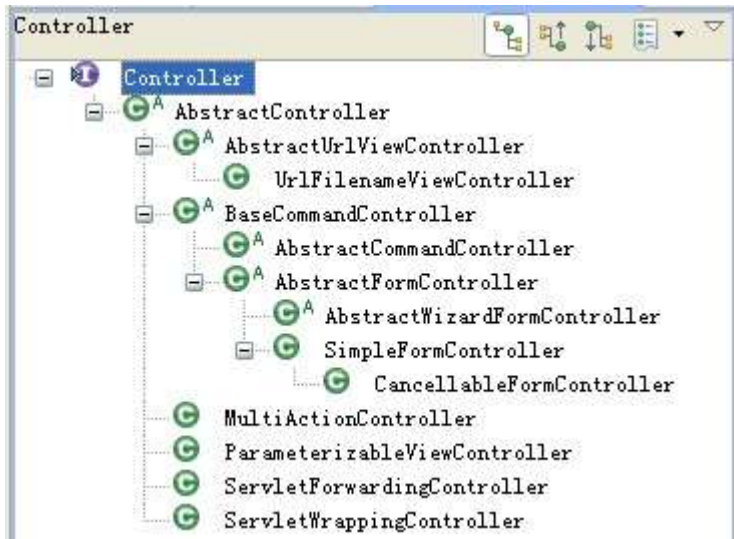 Controller
Controller
A AbstractController
A AbstractUrlViewController
UrlFilenameViewController
A BaseCommandController
A AbstractCommandController
A AbstractFormController
A AbstractWizardFormController
SimpleFormController
CancellableFormController
MultiActionController
ParameterizableViewController
ServletForwardingController
ServletWrappingController